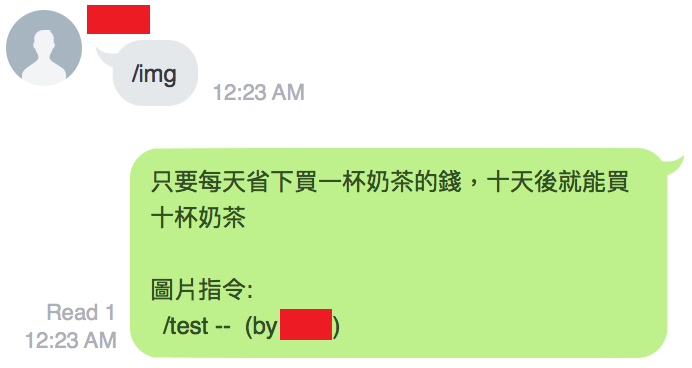 /img
12:23 AM
只要每天省下買一杯奶茶的錢，十天後就能買
十杯奶茶
圖片指令:
/test --  (by )
Read 1
12:23 AM